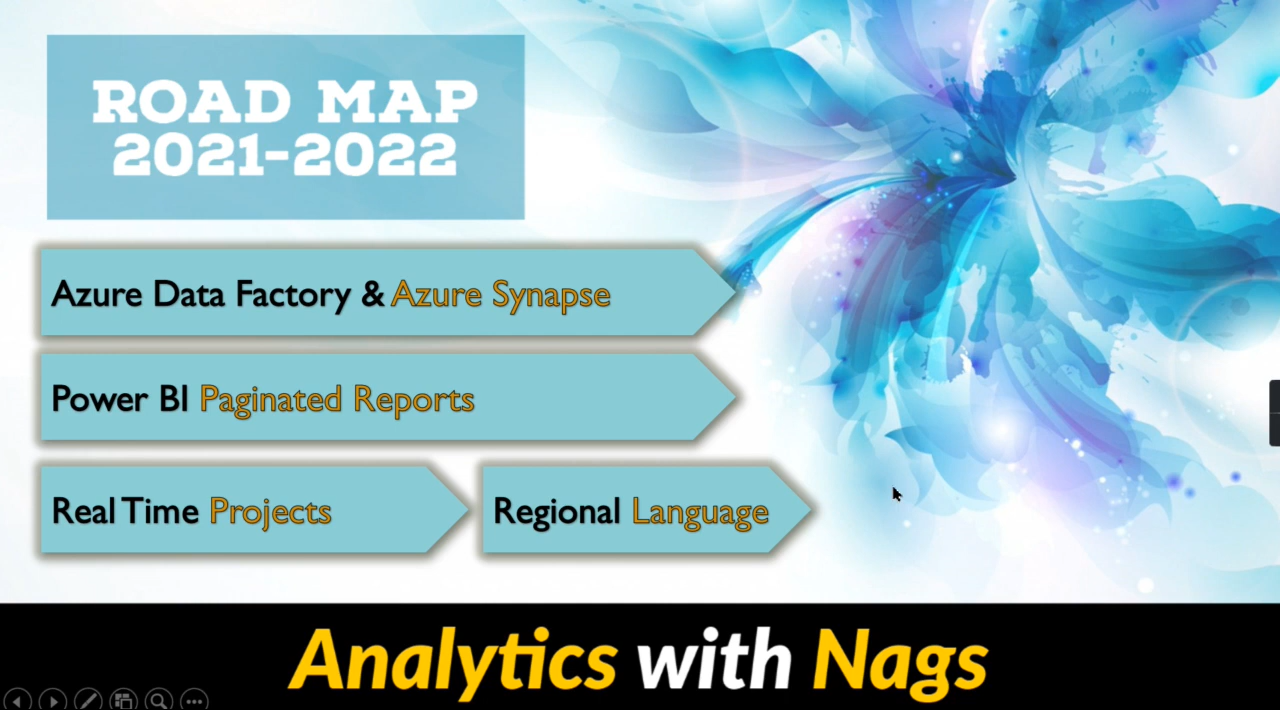 ROAD MAP
2021-2022
Azure Data Factory & Azure Synapse
Power BI Paginated Reports
Real Time Projects
Regional Language
Analytics with Nags